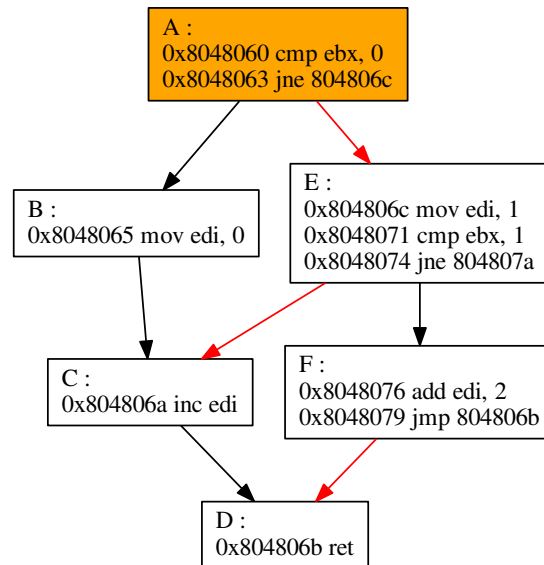 A :
0x8048060 cmp ebx, 0
0x8048063 jne 804806c
B :
0x8048065 mov edi, 0
E :
0x804806c mov edi, 1
0x8048071 cmp ebx, 1
0x8048074 jne 804807a
C :
0x804806a inc edi
F :
0x8048076 add edi, 2
0x8048079 jmp 804806b
D :
0x804806b ret